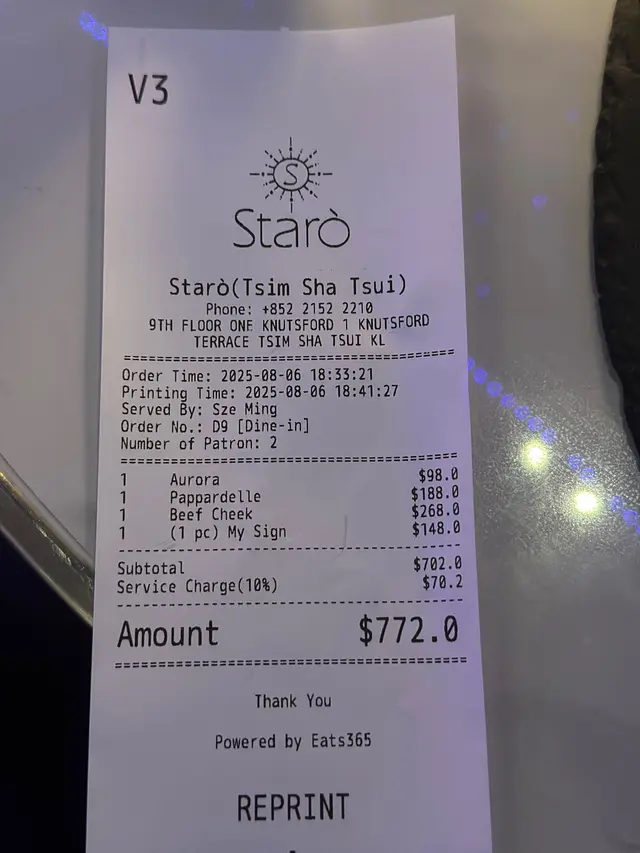 V3
S
Starò
Starò(Tsim Sha Tsui)
Phone: +852 2152 2210
9TH FLOOR ONE KNUTSFORD 1 KNUTSFORD
TERRACE TSIM SHA TSUI KL
Order Time: 2025-08-06 18:33:21
Printing Time: 2025-08-06 18:41:27
Served By: Sze Ming
Order No.: D9 [Dine-in]
Number of Patron: 2
1 Aurora $98.0
1 Pappardelle $188.0
1 Beef Cheek $268.0
1 (1 pc) My Sign $148.0
Subtotal $702.0
Service Charge(10%) $70.2
Amount $772.0
Thank You
Powered by Eats365
REPRINT